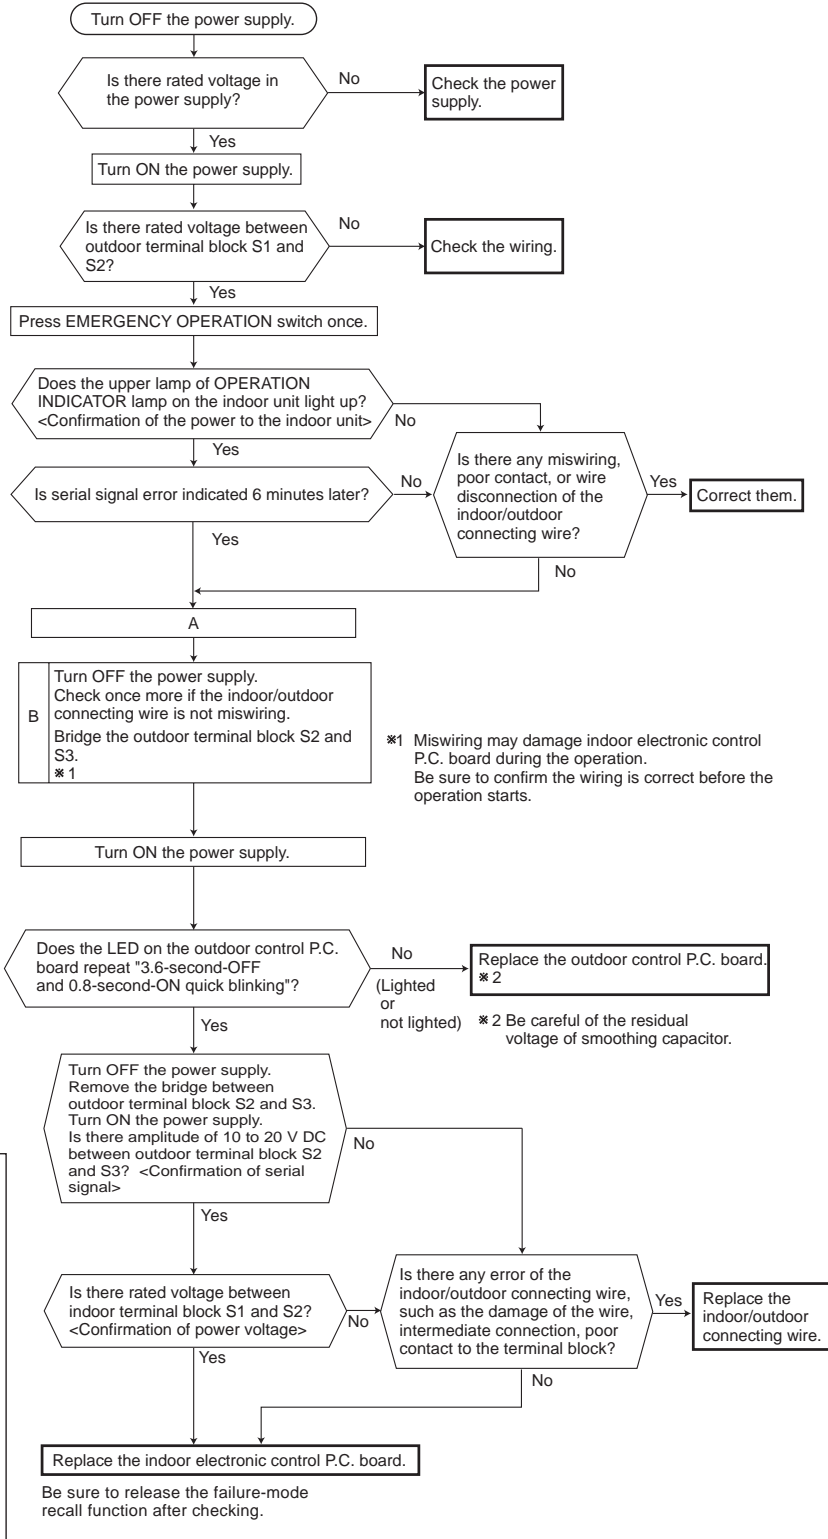 Turn OFF the power supply.
Is there rated voltage in
the power supply?
No
Check the power
supply.
Yes
Turn ON the power supply.
Is there rated voltage between
outdoor terminal block S1 and
S2?
No
Check the wiring.
Yes
Press EMERGENCY OPERATION switch once.
Does the upper lamp of OPERATION
INDICATOR lamp on the indoor unit light up?
<Confirmation of the power to the indoor unit>
No
Yes
Is there any miswiring,
poor contact, or wire
disconnection of the
indoor/outdoor
connecting wire?
Yes
Correct them.
Is serial signal error indicated 6 minutes later?
No
Yes
No
A
B
Turn OFF the power supply.
Check once more if the indoor/outdoor
connecting wire is not miswiring.
Bridge the outdoor terminal block S2 and
S3.
※1
※1 Miswiring may damage indoor electronic control
P.C. board during the operation.
Be sure to confirm the wiring is correct before the
operation starts.
Turn ON the power supply.
Does the LED on the outdoor control P.C.
board repeat "3.6-second-OFF
and 0.8-second-ON quick blinking"?
No
(Lighted
or
not lighted)
Replace the outdoor control P.C. board.
※2
※2 Be careful of the residual
voltage of smoothing capacitor.
Yes
Turn OFF the power supply.
Remove the bridge between
outdoor terminal block S2 and S3.
Turn ON the power supply.
Is there amplitude of 10 to 20 V DC
between outdoor terminal block S2
and S3? <Confirmation of serial
signal>
No
Yes
Is there rated voltage between
indoor terminal block S1 and S2?
<Confirmation of power voltage>
No
Is there any error of the
indoor/outdoor connecting wire,
such as the damage of the wire,
intermediate connection, poor
contact to the terminal block?
Yes
Replace the
indoor/outdoor
connecting wire.
Yes
No
Replace the indoor electronic control P.C. board.
Be sure to release the failure-mode
recall function after checking.